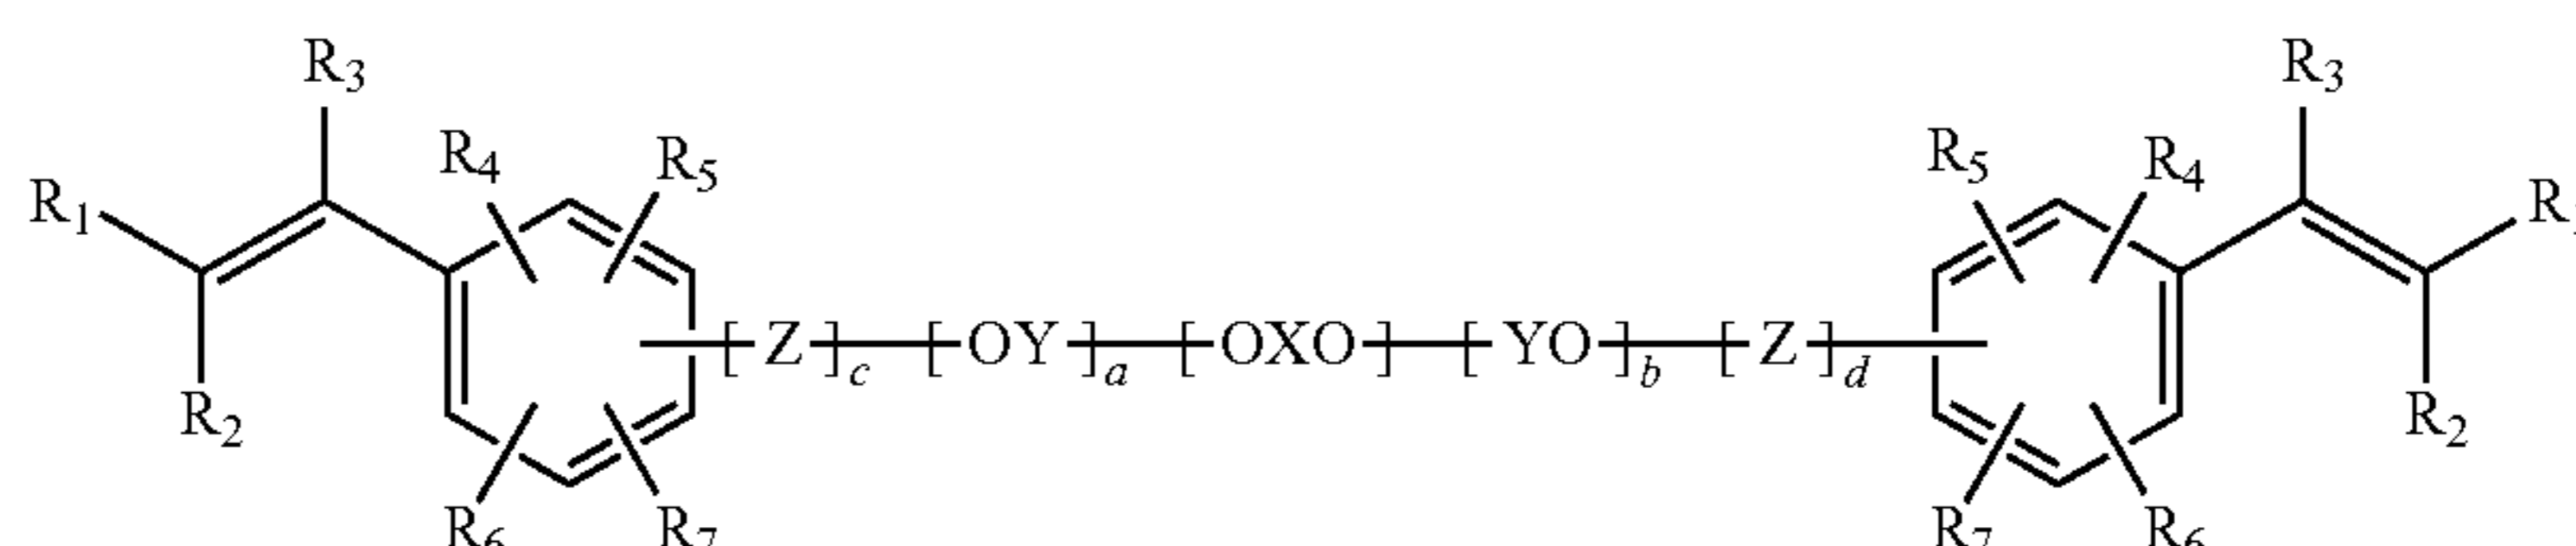 R3 R3
R4 R5 R5 R4
R1 R
[Z]c [OY]a [OXO] [YO]b [Z]d
R2 R2
R6 R7 R7 R6